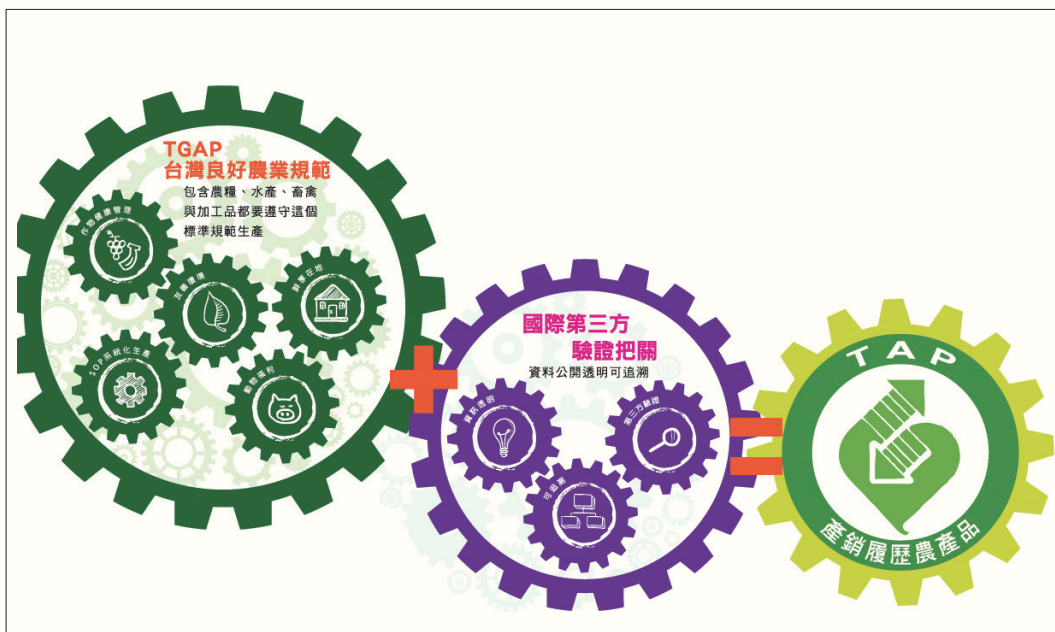 TGAP
台灣良好農業規範
包含農糧、水產、畜禽
與加工品都要遵守這個
標準規範生產
作物健康管理
友善環境
鮮享在地
SOP系統化生產
動物福利
國際第三方
驗證把關
資料公開透明可追溯
資訊透明
第三方驗證
可追溯
TAP
產銷履歷農產品